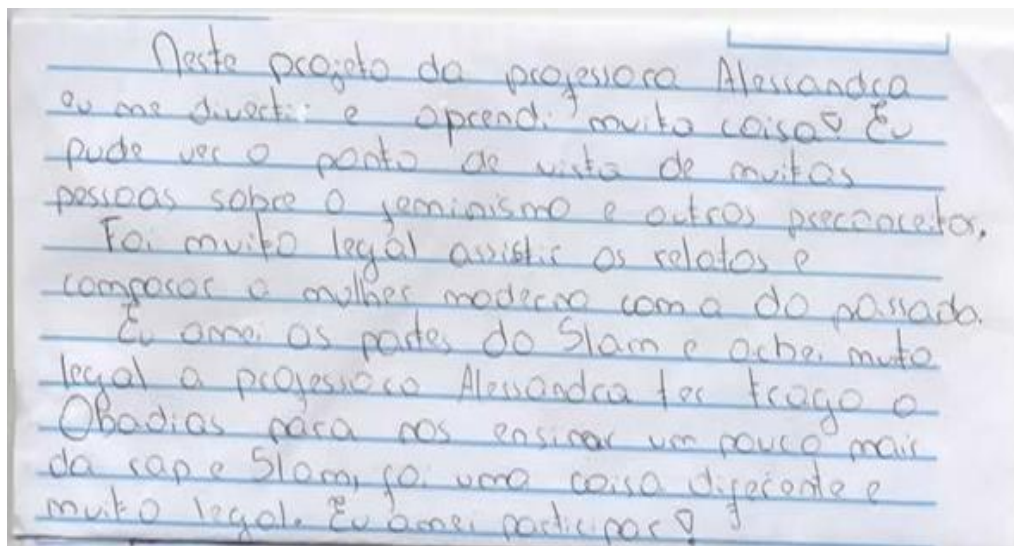 Neste projeto da professora Alessandra
eu me diverti e aprendi muita coisa! Eu
pude ver o ponto de vista de muitas
pessoas sobre o feminismo e outros preconceitos.
Foi muito legal assistir os relatos e
comparar a mulher moderna com a do passado.
Eu amei as partes do Slam e achei muto
legal a professora Alessandra ter trago o
Obadias para nos ensinar um pouco mais
da rap e Slam, foi uma coisa diferente e
muito legal. Eu amei participar!